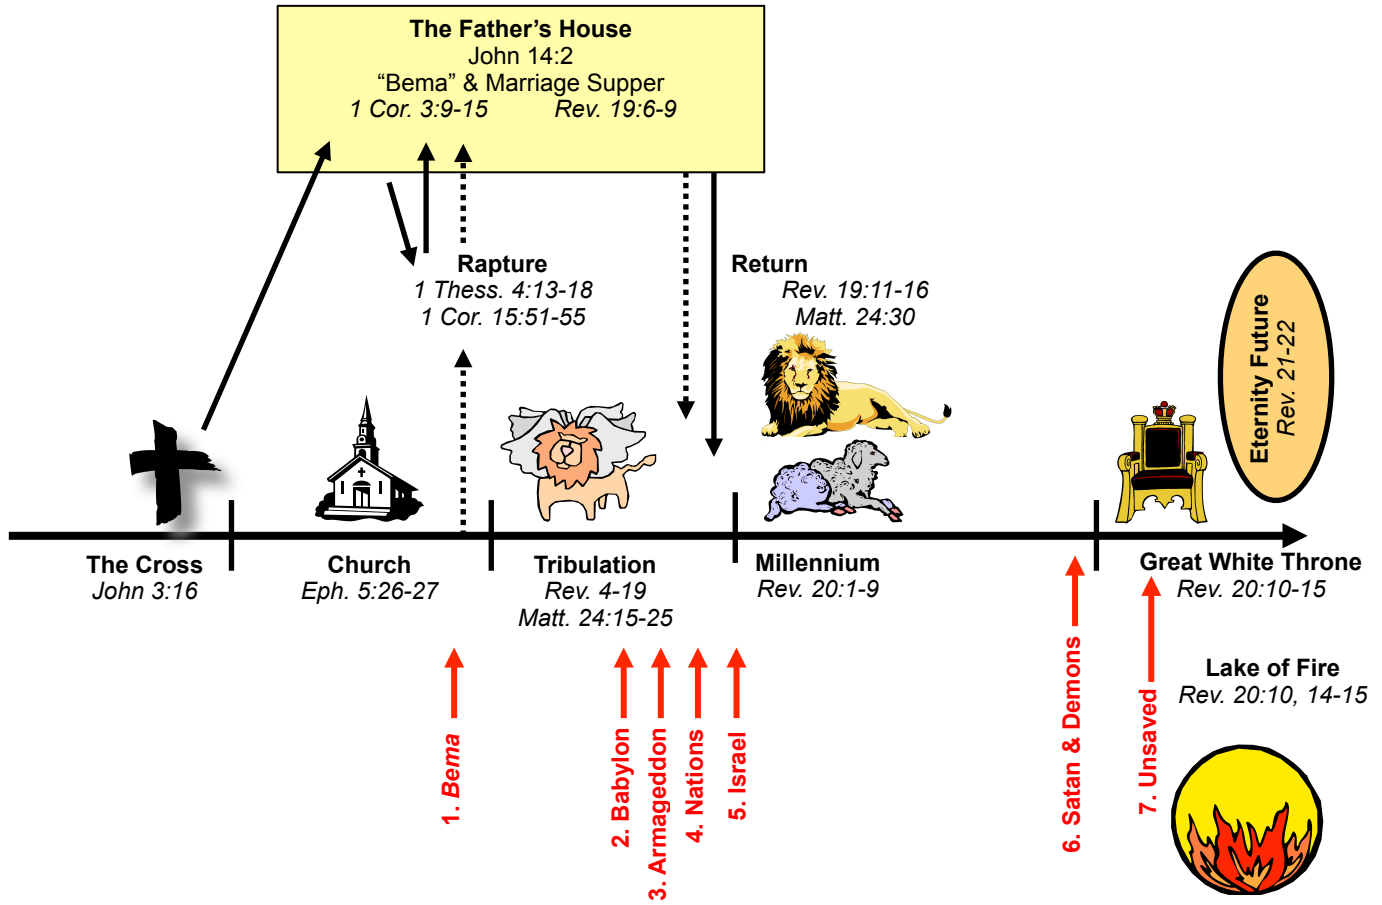 The Father’s House
John 14:2
“Bema” & Marriage Supper
1 Cor. 3:9-15 Rev. 19:6-9
Rapture
1 Thess. 4:13-18
1 Cor. 15:51-55
Return
Rev. 19:11-16
Matt. 24:30
Eternity Future
Rev. 21-22
The Cross
John 3:16
Church
Eph. 5:26-27
Tribulation
Rev. 4-19
Matt. 24:15-25
Millennium
Rev. 20:1-9
Great White Throne
Rev. 20:10-15
Lake of Fire
Rev. 20:10, 14-15
1. Bema
2. Babylon
3. Armageddon
4. Nations
5. Israel
6. Satan & Demons
7. Unsaved